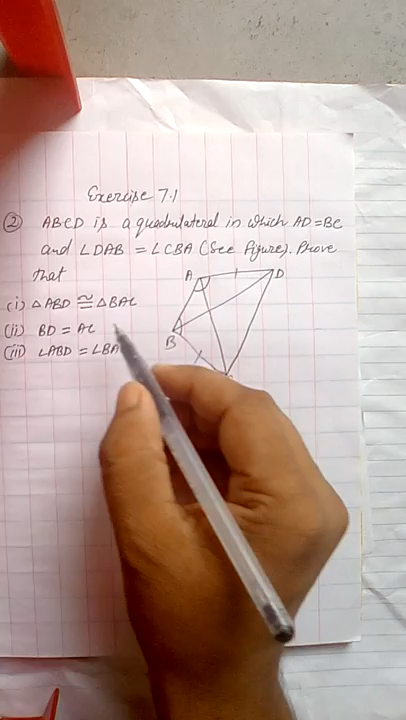 Exercise 7.1
② ABCD is a quadrilateral in which AD = BC
and ∠DAB = ∠CBA (See figure). Prove
that
(i) △ABD ≅ △BAC
(ii) BD = AC
(iii) ∠ABD = ∠BA
A D
B